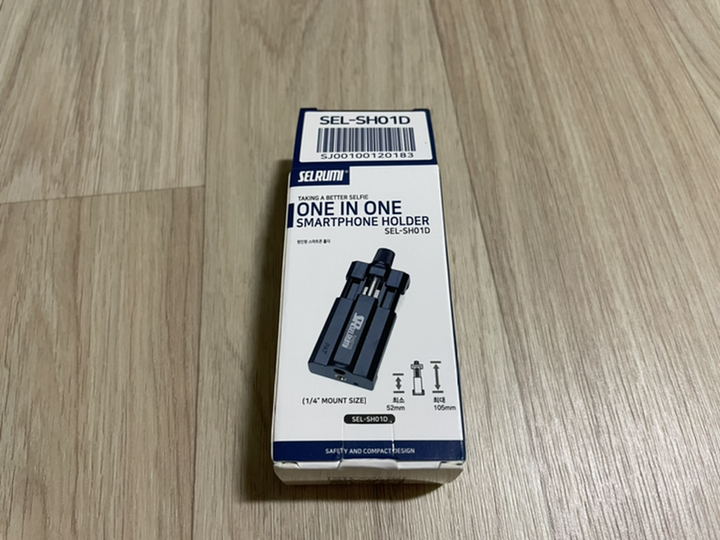 SEL-SH01D
SJ00100120183
SELRUMI®
TAKING A BETTER SELFIE
ONE IN ONE
SMARTPHONE HOLDER
SEL-SH01D
원인원 스마트폰 홀더
(1/4" MOUNT SIZE)
최소
52mm
최대
105mm
SEL-SH01D
SAFETY AND COMPACT DESIGN